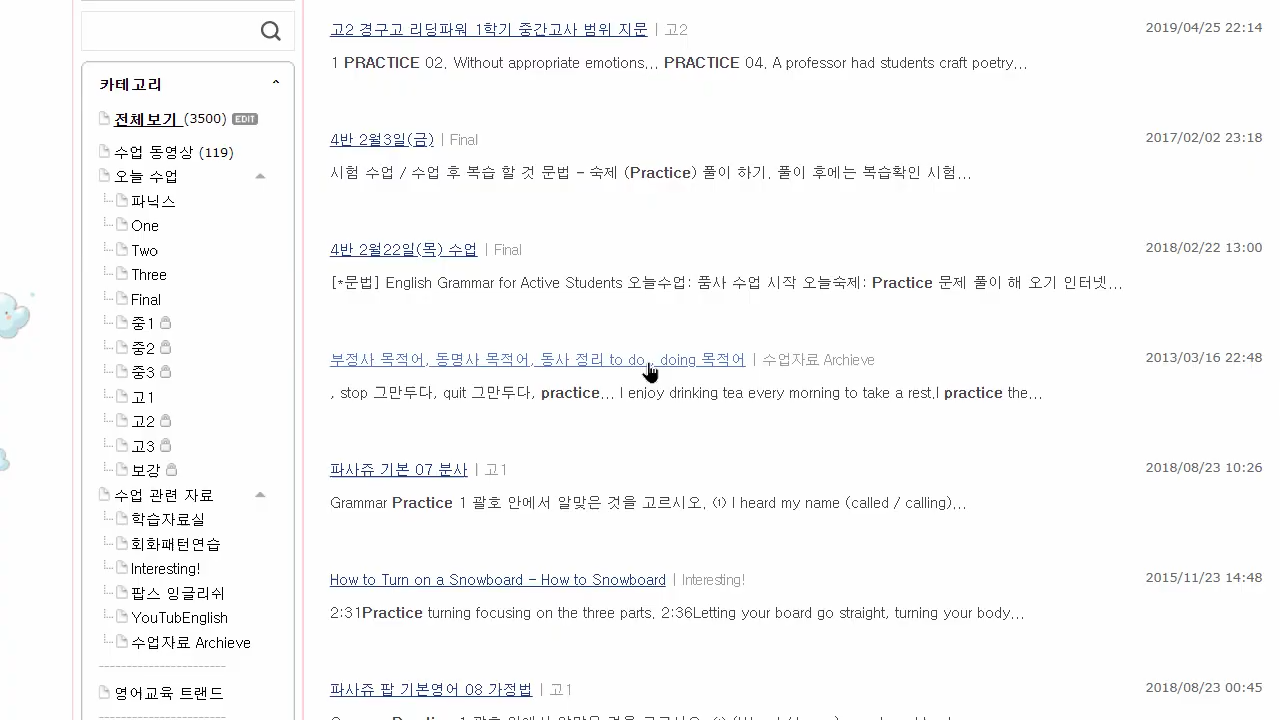 카테고리
전체보기 (3500) EDIT
수업 동영상 (119)
오늘 수업
파닉스
One
Two
Three
Final
중1
중2
중3
고1
고2
고3
보강
수업 관련 자료
학습자료실
회화패턴연습
Interesting!
팝스 잉글리쉬
YouTubEnglish
수업자료 Archieve
영어교육 트랜드
고2 경구고 리딩파워 1학기 중간고사 범위 지문 | 고2 2019/04/25 22:14
1 PRACTICE 02. Without appropriate emotions... PRACTICE 04. A professor had students craft poetry...
4반 2월3일(금) | Final 2017/02/02 23:18
시험 수업 / 수업 후 복습 할 것 문법 - 숙제 (Practice) 풀이 하기. 풀이 후에는 복습확인 시험...
4반 2월22일(목) 수업 | Final 2018/02/22 13:00
[*문법] English Grammar for Active Students 오늘수업: 품사 수업 시작 오늘숙제: Practice 문제 풀이 해 오기 인터넷...
부정사 목적어, 동명사 목적어, 동사 정리 to do , doing 목적어 | 수업자료 Archieve 2013/03/16 22:48
, stop 그만두다, quit 그만두다, practice... I enjoy drinking tea every morning to take a rest.I practice the...
파사쥬 기본 07 분사 | 고1 2018/08/23 10:26
Grammar Practice 1 괄호 안에서 알맞은 것을 고르시오. ⑴ I heard my name (called / calling)...
How to Turn on a Snowboard - How to Snowboard | Interesting! 2015/11/23 14:48
2:31Practice turning focusing on the three parts. 2:36Letting your board go straight, turning your body...
파사쥬 팝 기본영어 08 가정법 | 고1 2018/08/23 00:45